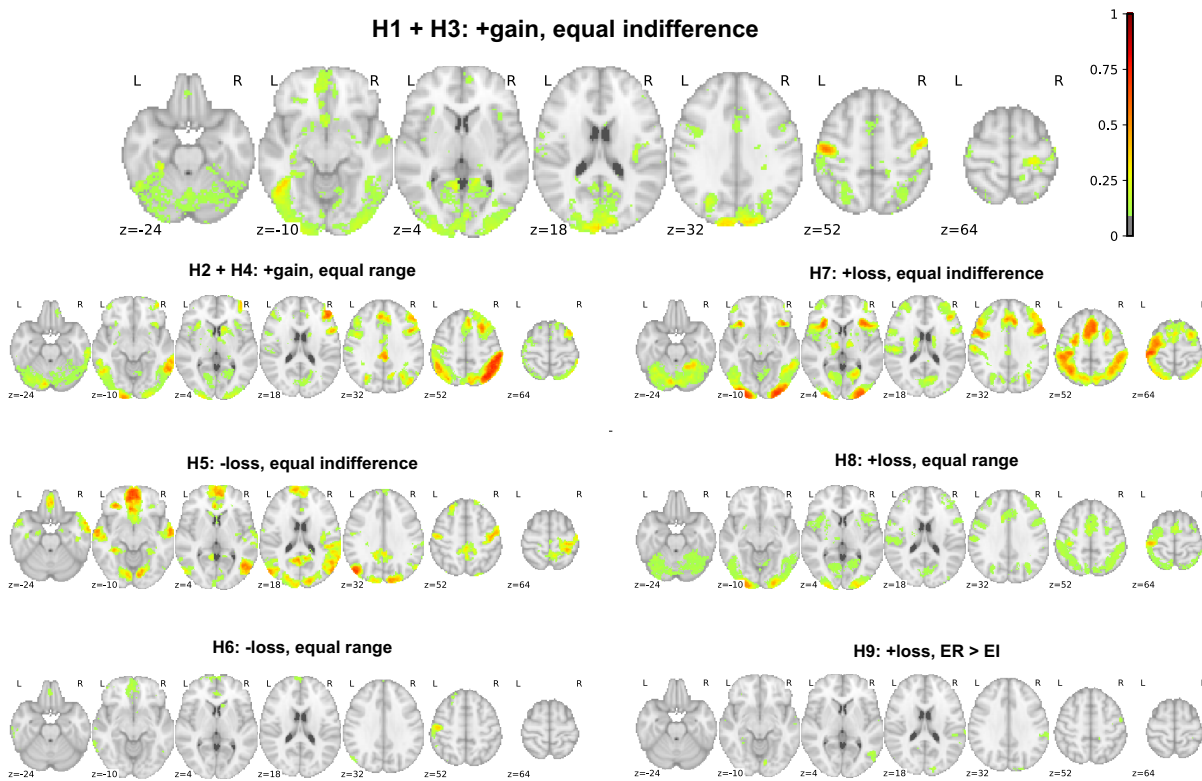 H1 + H3: +gain, equal indifference
1
0.75
0.5
0.25
0
L R L R L R L R L R L R L R
z=-24 z=-10 z=4 z=18 z=32 z=52 z=64
H2 + H4: +gain, equal range
L R L R L R L R L R L R L R
z=-24 z=-10 z=4 z=18 z=32 z=52 z=64
H7: +loss, equal indifference
L R L R L R L R L R L R L R
z=-24 z=-10 z=4 z=18 z=32 z=52 z=64
-
H5: -loss, equal indifference
L R L R L R L R L R L R L R
z=-24 z=-10 z=4 z=18 z=32 z=52 z=64
H8: +loss, equal range
L R L R L R L R L R L R L R
z=-24 z=-10 z=4 z=18 z=32 z=52 z=64
H6: -loss, equal range
L R L R L R L R L R L R L R
z=-24 z=-10 z=4 z=18 z=32 z=52 z=64
H9: +loss, ER > EI
L R L R L R L R L R L R L R
z=-24 z=-10 z=4 z=18 z=32 z=52 z=64